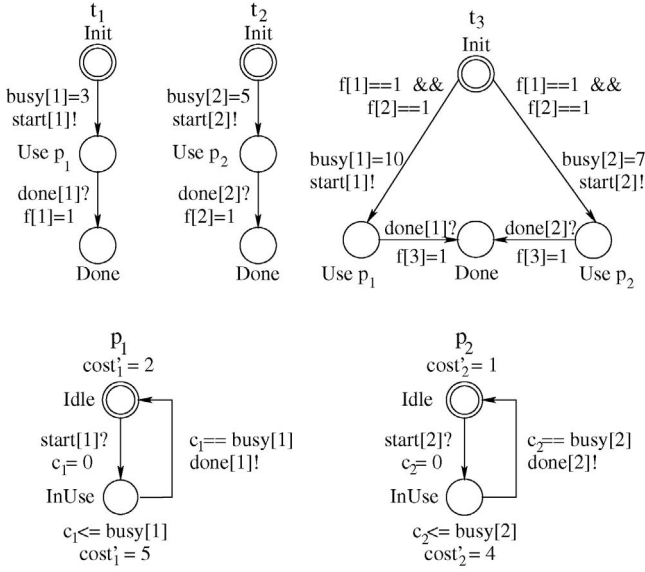 t1
Init
busy[1]=3
start[1]!
Use p1
done[1]?
f[1]=1
Done
t2
Init
busy[2]=5
start[2]!
Use p2
done[2]?
f[2]=1
Done
t3
Init
f[1]==1 &&
f[2]==1
f[1]==1 &&
f[2]==1
busy[1]=10
start[1]!
busy[2]=7
start[2]!
done[1]?
f[3]=1
done[2]?
f[3]=1
Use p1
Done
Use p2
p1
cost'1 = 2
Idle
start[1]?
c1= 0
c1== busy[1]
done[1]!
InUse
c1<= busy[1]
cost'1 = 5
p2
cost'2 = 1
Idle
start[2]?
c2= 0
c2== busy[2]
done[2]!
InUse
c2<= busy[2]
cost'2 = 4